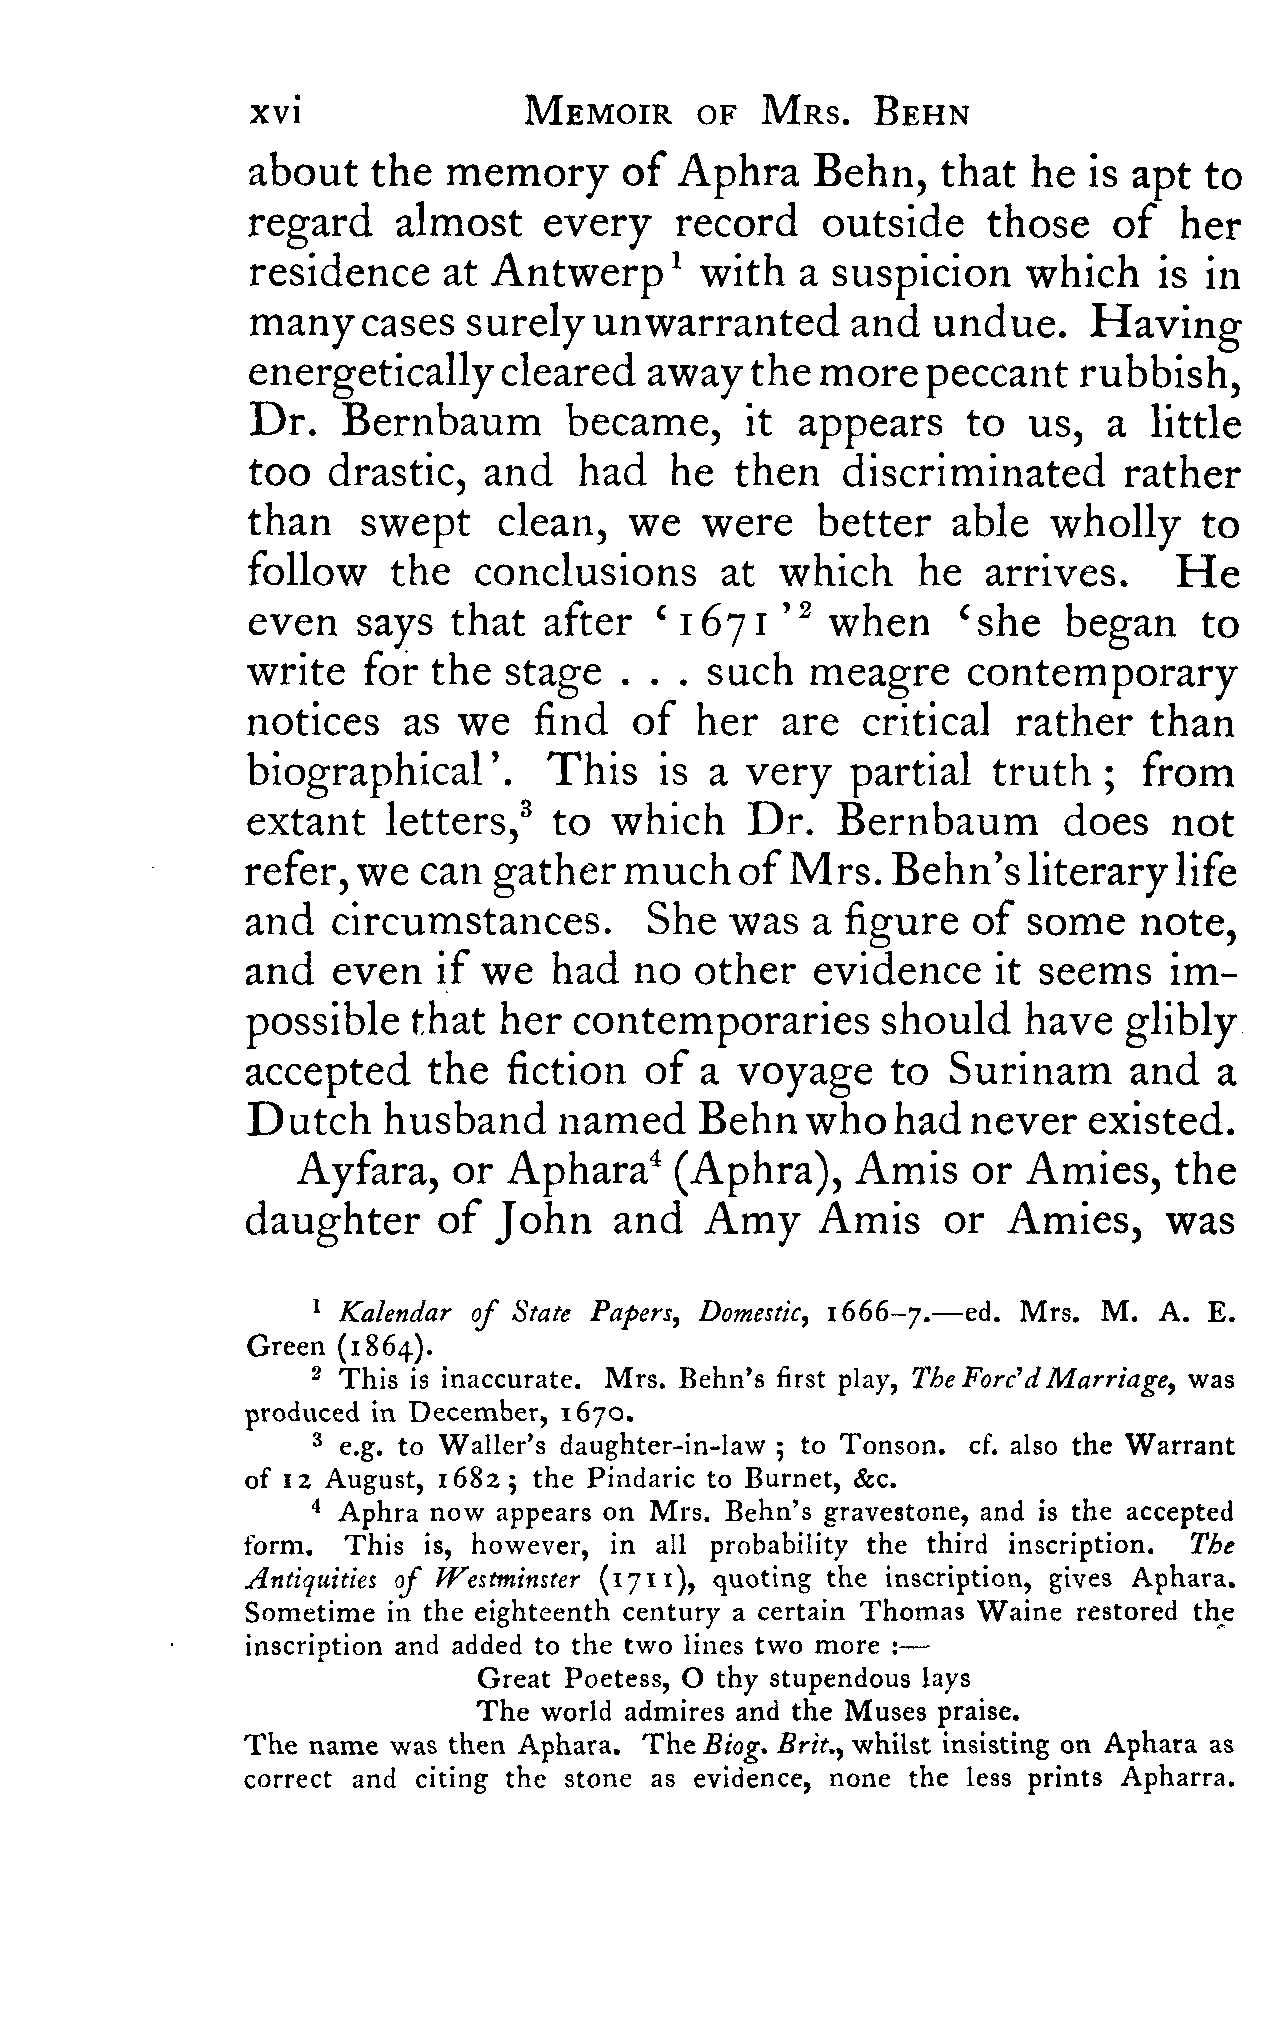 xvi MEMOIR OF MRS. BEHN
about the memory of Aphra Behn, that he is apt to
regard almost every record outside those of her
residence at Antwerp¹ with a suspicion which is in
many cases surely unwarranted and undue. Having
energetically cleared away the more peccant rubbish,
Dr. Bernbaum became, it appears to us, a little
too drastic, and had he then discriminated rather
than swept clean, we were better able wholly to
follow the conclusions at which he arrives. He
even says that after ‘1671’² when ‘she began to
write for the stage . . . such meagre contemporary
notices as we find of her are critical rather than
biographical’. This is a very partial truth; from
extant letters,³ to which Dr. Bernbaum does not
refer, we can gather much of Mrs. Behn's literary life
and circumstances. She was a figure of some note,
and even if we had no other evidence it seems im-
possible that her contemporaries should have glibly
accepted the fiction of a voyage to Surinam and a
Dutch husband named Behn who had never existed.
Ayfara, or Aphara⁴ (Aphra), Amis or Amies, the
daughter of John and Amy Amis or Amies, was
¹ Kalendar of State Papers, Domestic, 1666–7.—ed. Mrs. M. A. E.
Green (1864).
² This is inaccurate. Mrs. Behn's first play, The Forc'd Marriage, was
produced in December, 1670.
³ e.g. to Waller's daughter-in-law; to Tonson. cf. also the Warrant
of 12 August, 1682; the Pindaric to Burnet, &c.
⁴ Aphra now appears on Mrs. Behn's gravestone, and is the accepted
form. This is, however, in all probability the third inscription. The
Antiquities of Westminster (1711), quoting the inscription, gives Aphara.
Sometime in the eighteenth century a certain Thomas Waine restored the
inscription and added to the two lines two more :—
Great Poetess, O thy stupendous lays
The world admires and the Muses praise.
The name was then Aphara. The Biog. Brit., whilst insisting on Aphara as
correct and citing the stone as evidence, none the less prints Apharra.